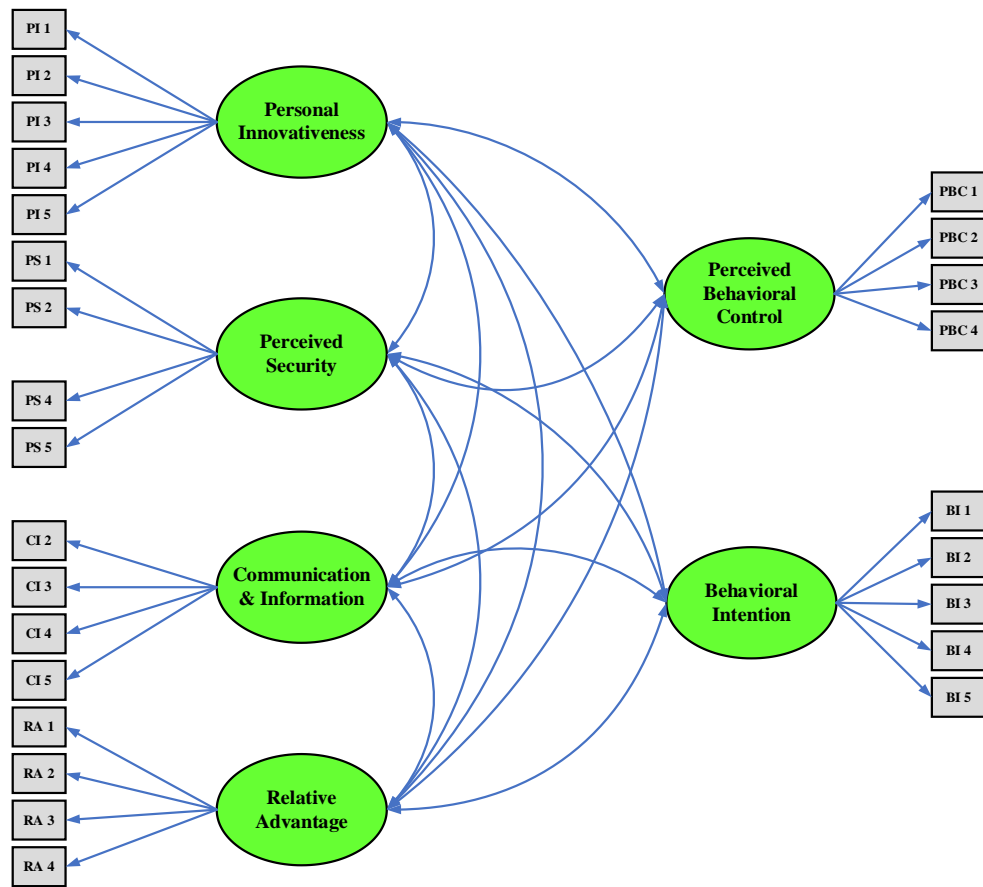 PI 1
PI 2
PI 3
PI 4
PI 5
Personal
Innovativeness
PS 1
PS 2
PS 4
PS 5
Perceived
Security
CI 2
CI 3
CI 4
CI 5
Communication
& Information
RA 1
RA 2
RA 3
RA 4
Relative
Advantage
Perceived
Behavioral
Control
PBC 1
PBC 2
PBC 3
PBC 4
Behavioral
Intention
BI 1
BI 2
BI 3
BI 4
BI 5